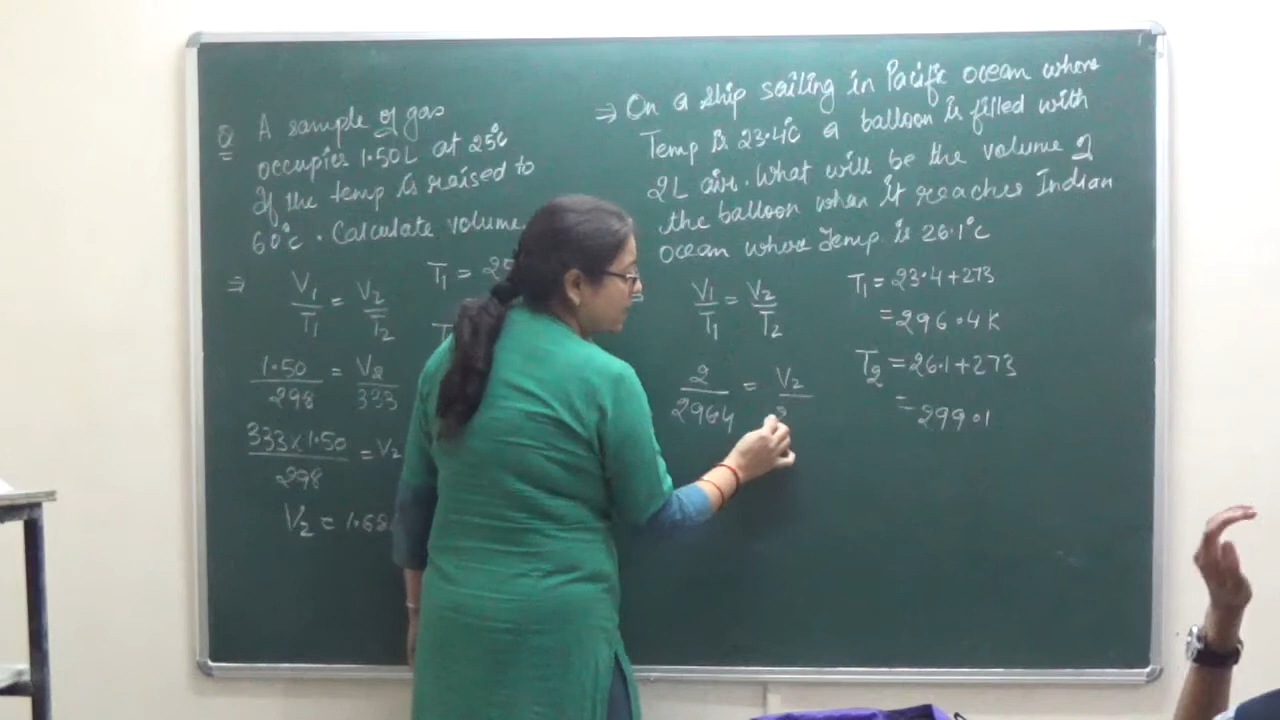 Q A sample of gas
occupies 1.50L at 25°C
If the temp is raised to
60°C. Calculate volume
⇒ V₁/T₁ = V₂/T₂
T₁ = 25
T
1.50/298 = V₂/333
333×1.50/298 = V₂
V₂ = 1.68
⇒ On a ship sailing in Pacific ocean where
Temp is 23.4°C a balloon is filled with
2L air. What will be the volume of
the balloon when it reaches Indian
ocean where Temp. is 26.1°C
V₁/T₁ = V₂/T₂
T₁ = 23.4+273
= 296.4K
T₂ = 26.1+273
= 299.1
2/296.4 = V₂/2